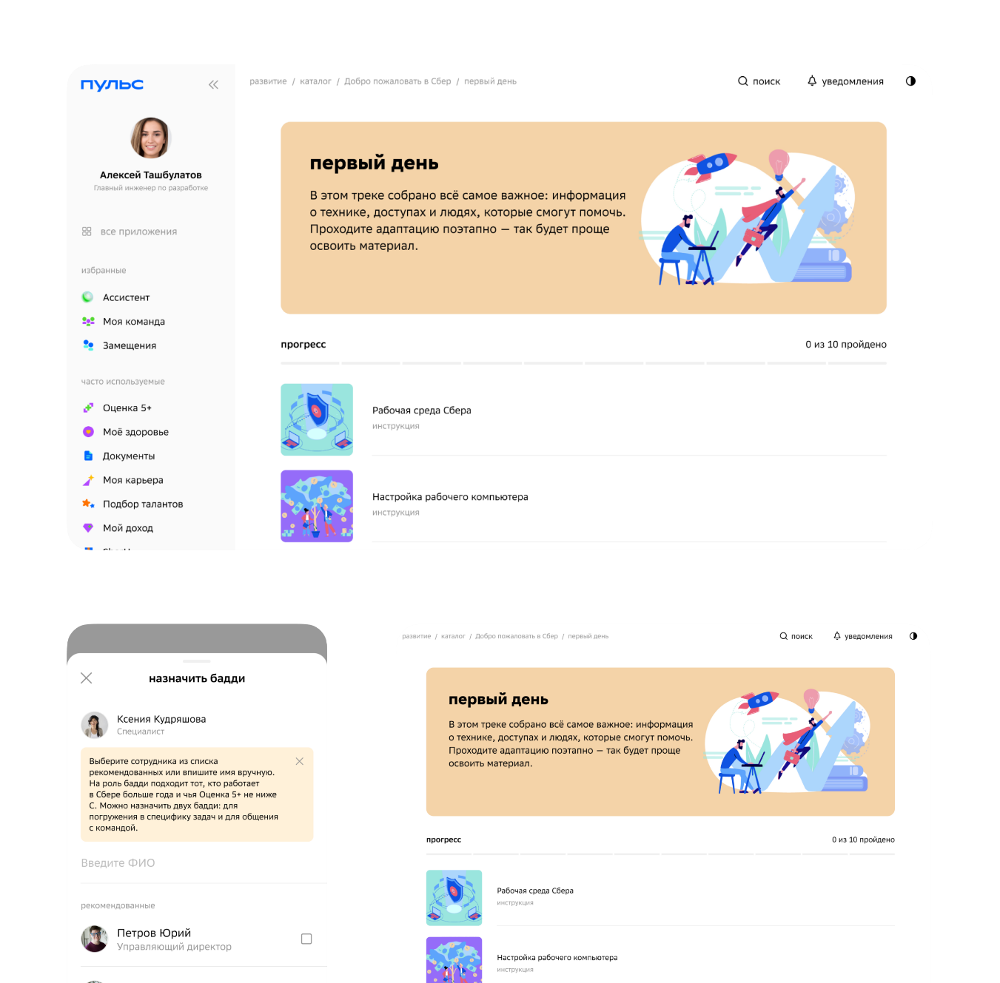 пульс
Алексей Ташбулатов
Главный инженер по разработке
все приложения
избранные
Ассистент
Моя команда
Замещения
часто используемые
Оценка 5+
Моё здоровье
Документы
Моя карьера
Подбор талантов
Мой доход
развитие / каталог / Добро пожаловать в Сбер / первый день
поиск
уведомления
первый день
В этом треке собрано всё самое важное: информация
о технике, доступах и людях, которые смогут помочь.
Проходите адаптацию поэтапно — так будет проще
освоить материал.
прогресс
0 из 10 пройдено
Рабочая среда Сбера
инструкция
Настройка рабочего компьютера
инструкция
назначить бадди
Ксения Кудряшова
Специалист
Выберите сотрудника из списка
рекомендованных или впишите имя вручную.
На роль бадди подходит тот, кто работает
в Сбере больше года и чья Оценка 5+ не ниже
С. Можно назначить двух бадди: для
погружения в специфику задач и для общения
с командой.
Введите ФИО
рекомендованные
Петров Юрий
Управляющий директор
развитие / каталог / Добро пожаловать в Сбер / первый день
поиск
уведомления
первый день
В этом треке собрано всё самое важное: информация
о технике, доступах и людях, которые смогут помочь.
Проходите адаптацию поэтапно — так будет проще
освоить материал.
прогресс
0 из 10 пройдено
Рабочая среда Сбера
инструкция
Настройка рабочего компьютера
инструкция